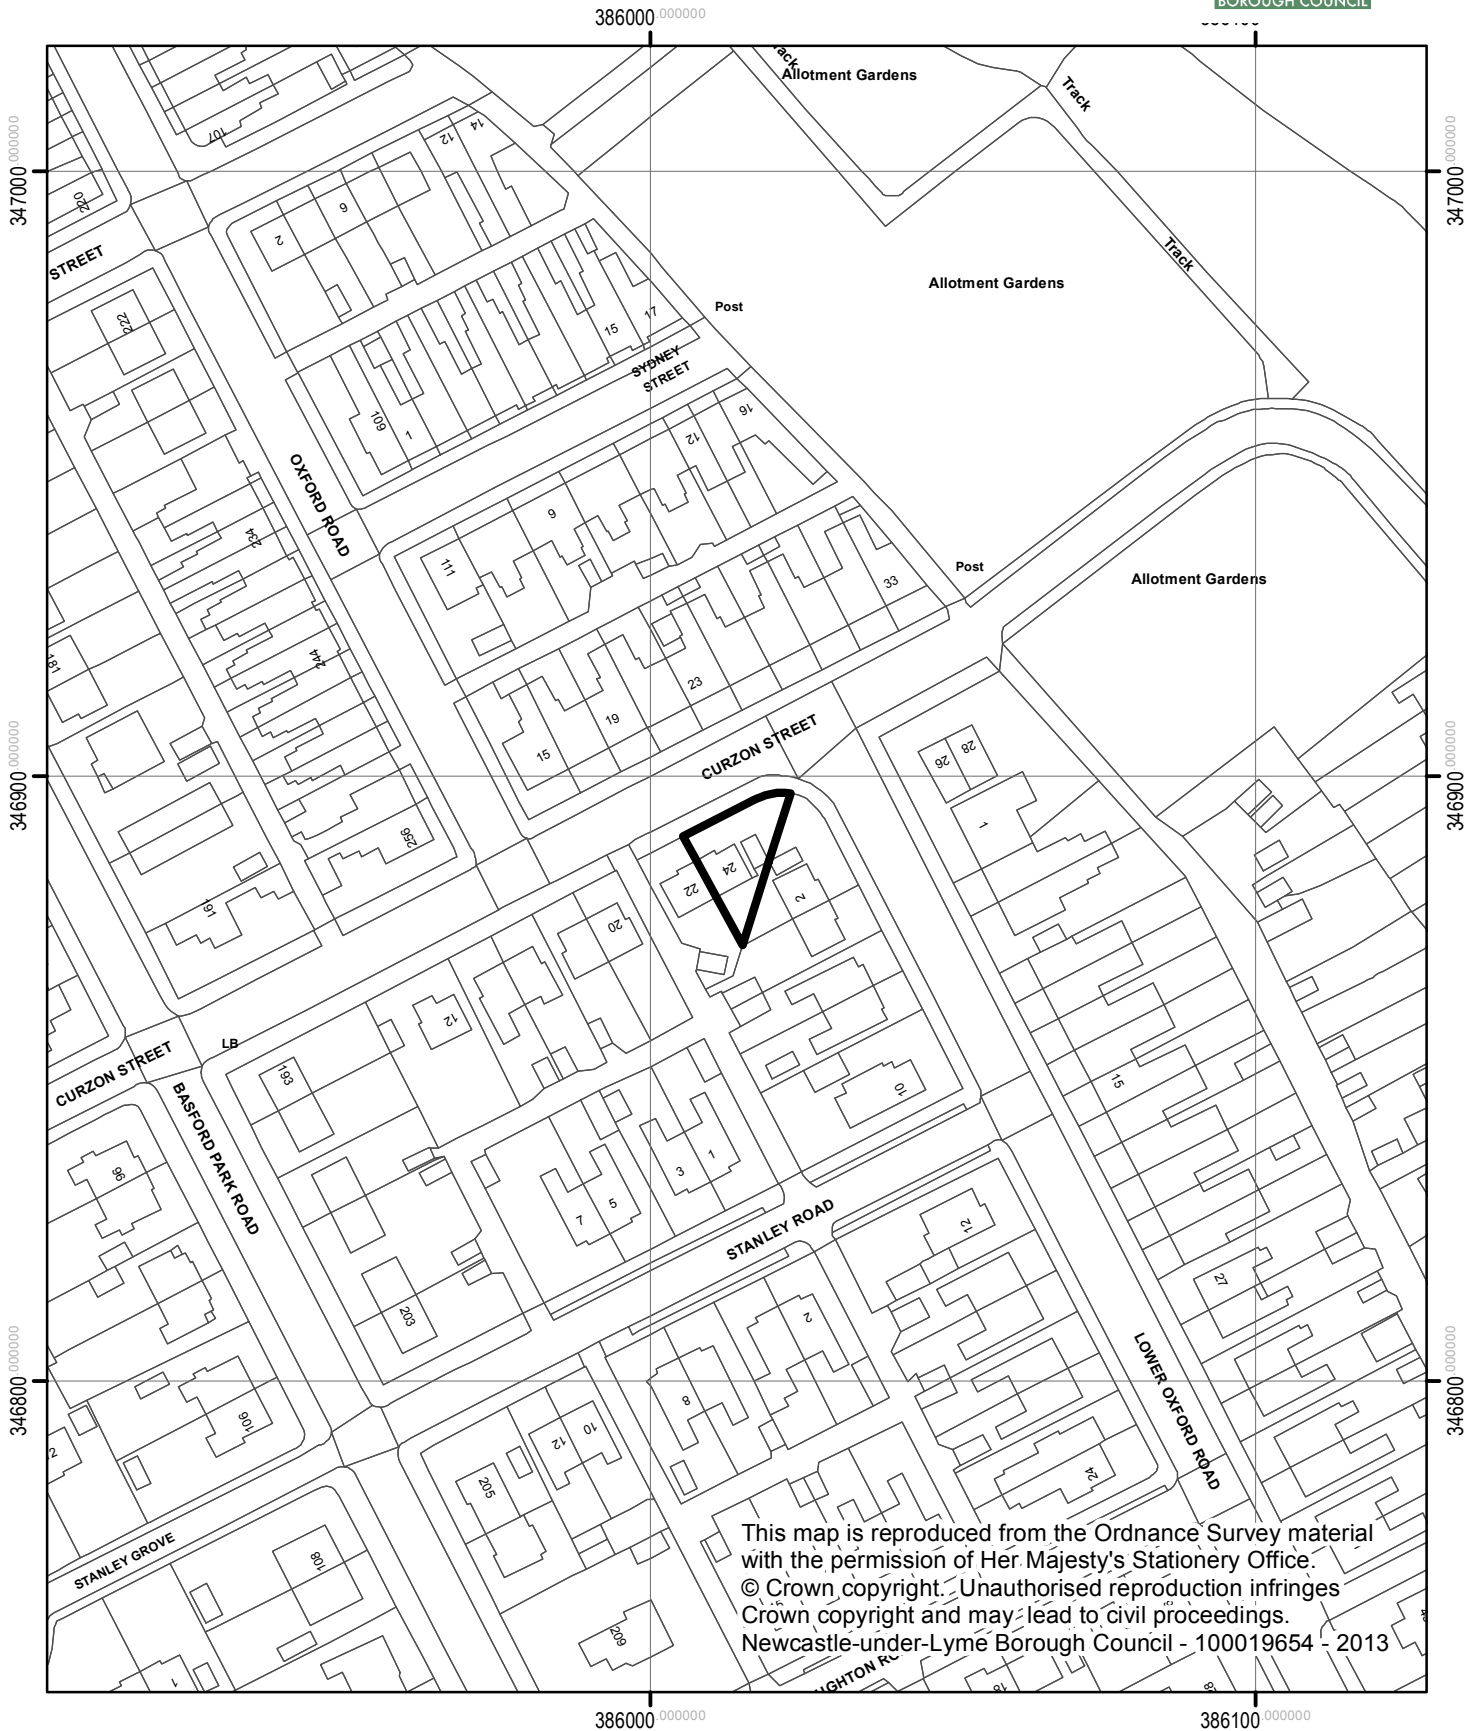 BOROUGH COUNCIL
386000.000000
347000.000000
347000.000000
Track
Allotment Gardens
Track
107
12
14
220
2
6
STREET
Track
Allotment Gardens
222
Post
15
17
SYDNEY
STREET
109
1
16
12
OXFORD ROAD
9
234
111
Post
Allotment Gardens
33
181
244
23
19
15
CURZON STREET
26
28
346900.000000
346900.000000
256
1
24
22
2
191
20
12
LB
CURZON STREET
193
15
10
BASFORD PARK ROAD
96
3
1
7
5
STANLEY ROAD
12
27
203
2
LOWER OXFORD ROAD
346800.000000
346800.000000
8
106
2
12
10
205
24
STANLEY GROVE
108
This map is reproduced from the Ordnance Survey material
with the permission of Her Majesty's Stationery Office.
© Crown copyright. Unauthorised reproduction infringes
Crown copyright and may lead to civil proceedings.
Newcastle-under-Lyme Borough Council - 100019654 - 2013
209
1
18
386000.000000
386100.000000